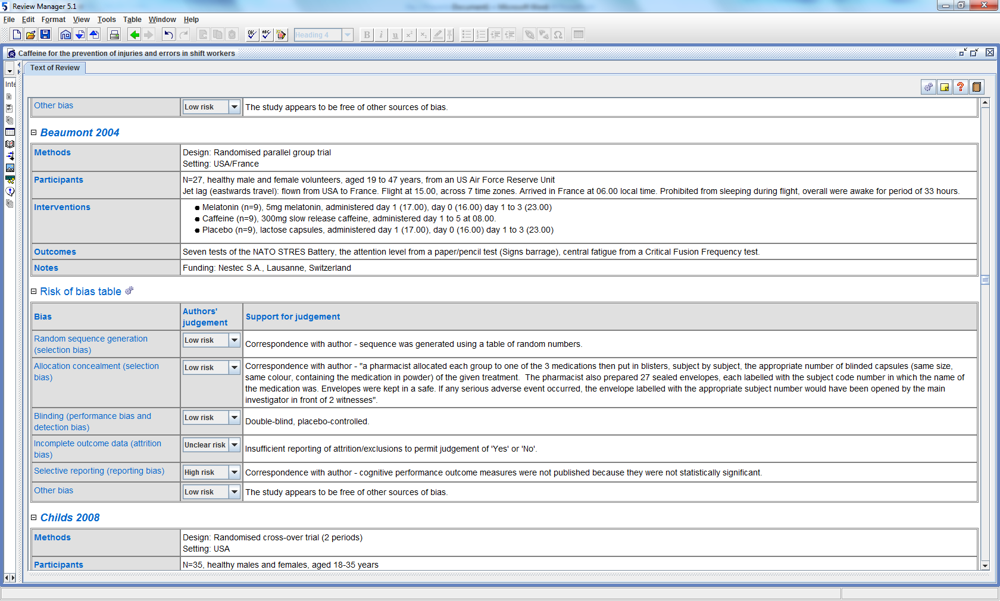 Review Manager 5.1
File Edit Format View Tools Table Window Help
Heading 4
Caffeine for the prevention of injuries and errors in shift workers
Text of Review
Inte
Other bias Low risk The study appears to be free of other sources of bias.
Beaumont 2004
Methods Design: Randomised parallel group trial
Setting: USA/France
Participants N=27, healthy male and female volunteers, aged 19 to 47 years, from an US Air Force Reserve Unit
Jet lag (eastwards travel): flown from USA to France. Flight at 15.00, across 7 time zones. Arrived in France at 06.00 local time. Prohibited from sleeping during flight, overall were awake for period of 33 hours.
Interventions ● Melatonin (n=9), 5mg melatonin, administered day 1 (17.00), day 0 (16.00) day 1 to 3 (23.00)
● Caffeine (n=9), 300mg slow release caffeine, administered day 1 to 5 at 08.00.
● Placebo (n=9), lactose capsules, administered day 1 (17.00), day 0 (16.00) day 1 to 3 (23.00)
Outcomes Seven tests of the NATO STRES Battery, the attention level from a paper/pencil test (Signs barrage), central fatigue from a Critical Fusion Frequency test.
Notes Funding: Nestec S.A., Lausanne, Switzerland
Risk of bias table
Bias Authors' judgement Support for judgement
Random sequence generation (selection bias) Low risk Correspondence with author - sequence was generated using a table of random numbers.
Allocation concealment (selection bias) Low risk Correspondence with author - "a pharmacist allocated each group to one of the 3 medications then put in blisters, subject by subject, the appropriate number of blinded capsules (same size,
same colour, containing the medication in powder) of the given treatment. The pharmacist also prepared 27 sealed envelopes, each labelled with the subject code number in which the name of
the medication was. Envelopes were kept in a safe. If any serious adverse event occurred, the envelope labelled with the appropriate subject number would have been opened by the main
investigator in front of 2 witnesses".
Blinding (performance bias and detection bias) Low risk Double-blind, placebo-controlled.
Incomplete outcome data (attrition bias) Unclear risk Insufficient reporting of attrition/exclusions to permit judgement of 'Yes' or 'No'.
Selective reporting (reporting bias) High risk Correspondence with author - cognitive performance outcome measures were not published because they were not statistically significant.
Other bias Low risk The study appears to be free of other sources of bias.
Childs 2008
Methods Design: Randomised cross-over trial (2 periods)
Setting: USA
Participants N=35, healthy males and females, aged 18-35 years